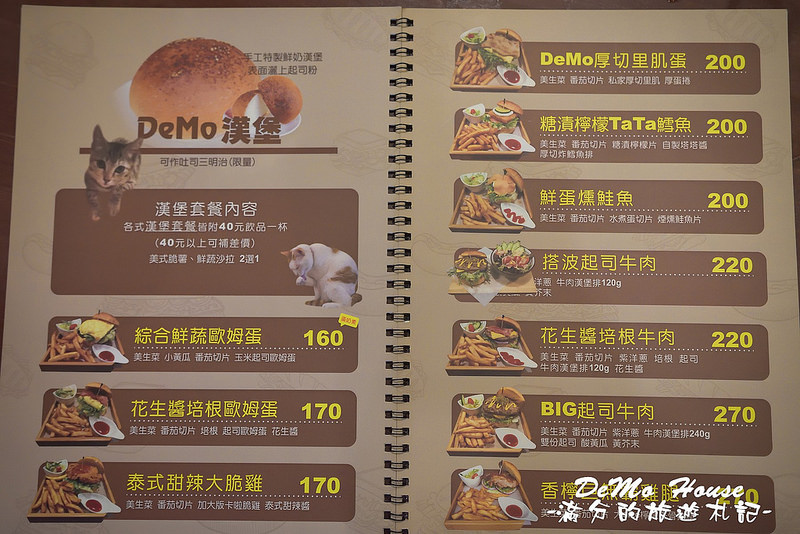 手工特製鮮奶漢堡
表面灑上起司粉
DeMo漢堡
可作吐司三明治(限量)
漢堡套餐內容
各式漢堡套餐皆附40元飲品一杯
(40元以上可補差價)
美式脆薯、鮮蔬沙拉 2選1
綜合鮮蔬歐姆蛋 160
美生菜 小黃瓜 番茄切片 玉米起司歐姆蛋
花生醬培根歐姆蛋 170
美生菜 番茄切片 培根 起司歐姆蛋 花生醬
泰式甜辣大脆雞 170
美生菜 番茄切片 加大版卡啦脆雞 泰式甜辣醬
DeMo厚切里肌蛋 200
美生菜 番茄切片 私家厚切里肌 厚蛋捲
糖漬檸檬TaTa鱈魚 200
美生菜 番茄切片 糖漬檸檬片 自製塔塔醬
厚切炸鱈魚排
鮮蛋燻鮭魚 200
美生菜 番茄切片 水煮蛋切片 煙燻鮭魚片
搭波起司牛肉 220
洋蔥 牛肉漢堡排120g
黃芥末
花生醬培根牛肉 220
美生菜 番茄切片 紫洋蔥 培根 起司
牛肉漢堡排120g 花生醬
BIG起司牛肉 270
美生菜 番茄切片 紫洋蔥 牛肉漢堡排240g
雙份起司 酸黃瓜 黃芥末
香檸 雞腿
美生菜 番茄切片
DeMo House
-滿分的旅遊札記-